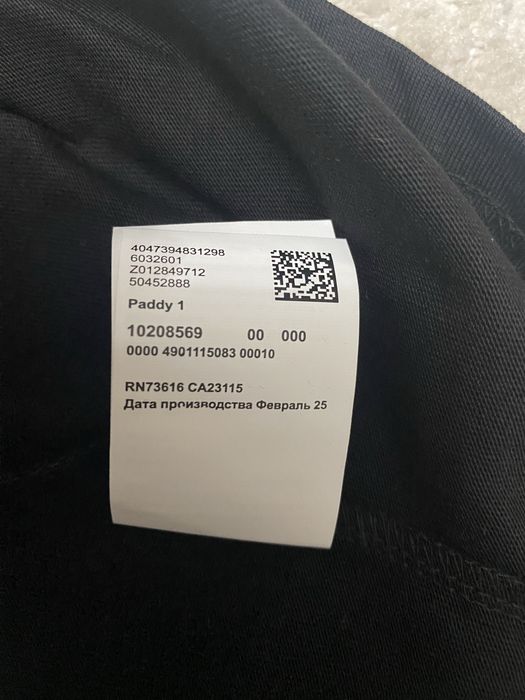 4047394831298
6032601
Z012849712
50452888
Paddy 1
10208569 00 000
0000 4901115083 00010
RN73616 CA23115
Дата производства Февраль 25